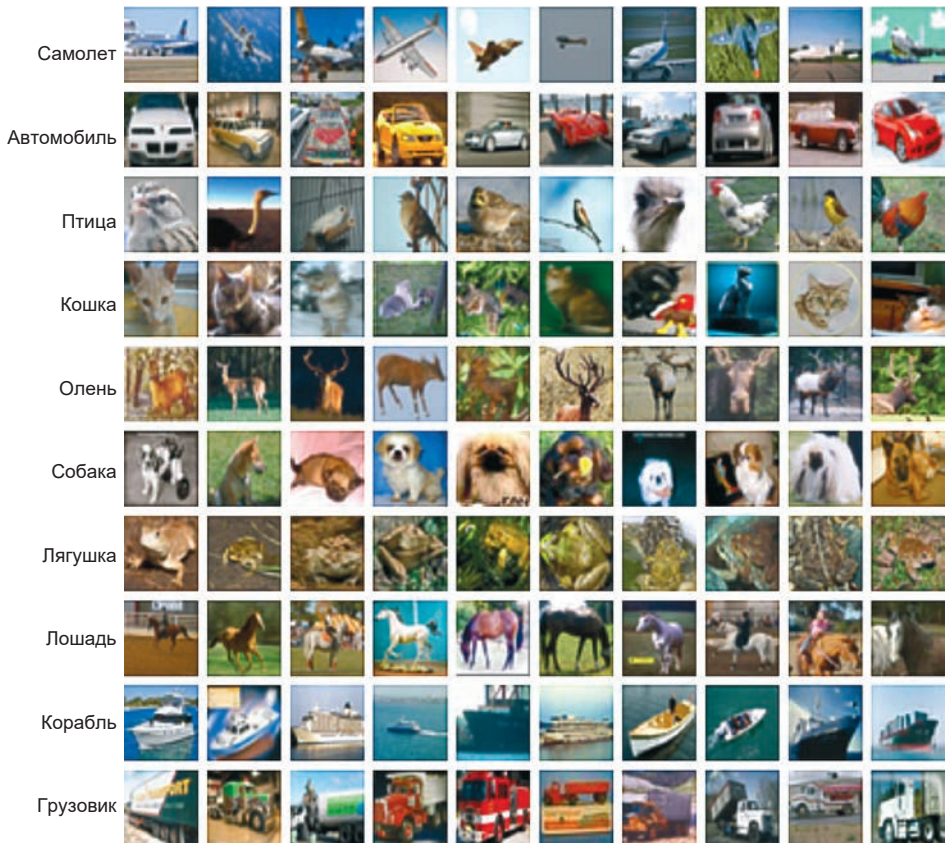 Самолет
Автомобиль
Птица
Кошка
Олень
Собака
Лягушка
Лошадь
Корабль
Грузовик